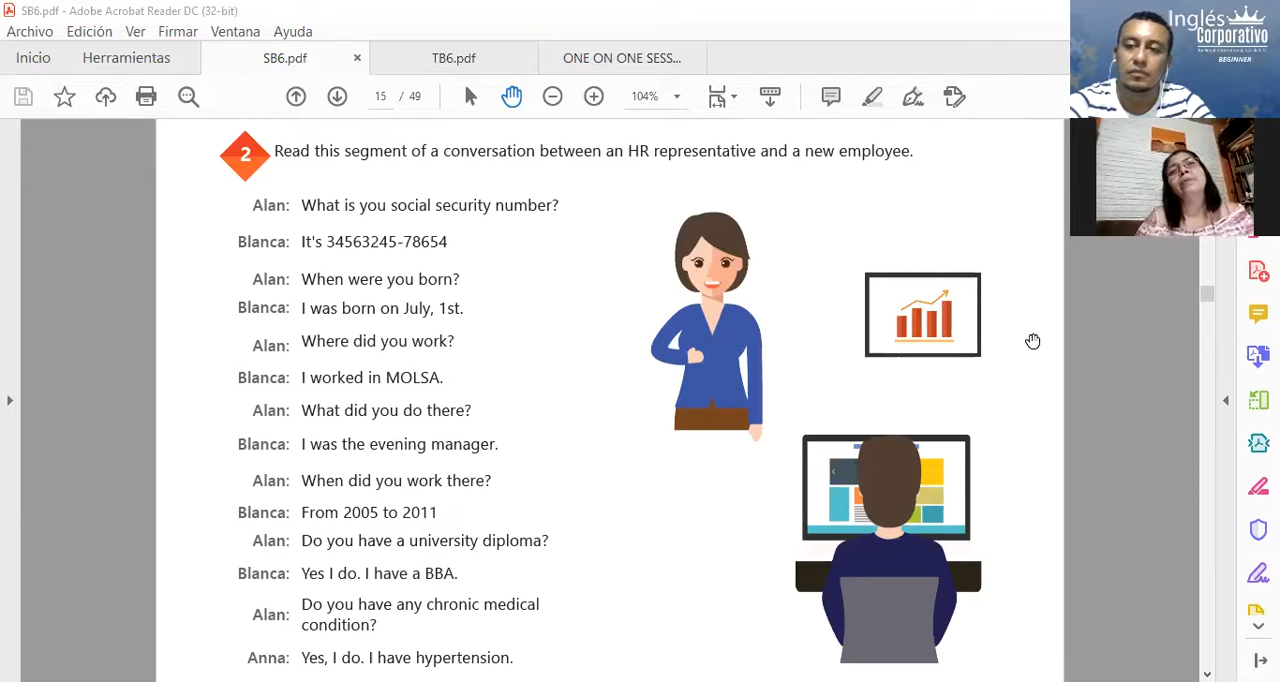 SB6.pdf - Adobe Acrobat Reader DC (32-bit)
Archivo Edición Ver Firmar Ventana Ayuda
Inicio Herramientas SB6.pdf × TB6.pdf ONE ON ONE SESS...
15 / 49 104%
Inglés
Corporativo
BEGINNER
2 Read this segment of a conversation between an HR representative and a new employee.
Alan: What is you social security number?
Blanca: It's 34563245-78654
Alan: When were you born?
Blanca: I was born on July, 1st.
Alan: Where did you work?
Blanca: I worked in MOLSA.
Alan: What did you do there?
Blanca: I was the evening manager.
Alan: When did you work there?
Blanca: From 2005 to 2011
Alan: Do you have a university diploma?
Blanca: Yes I do. I have a BBA.
Alan: Do you have any chronic medical
condition?
Anna: Yes, I do. I have hypertension.